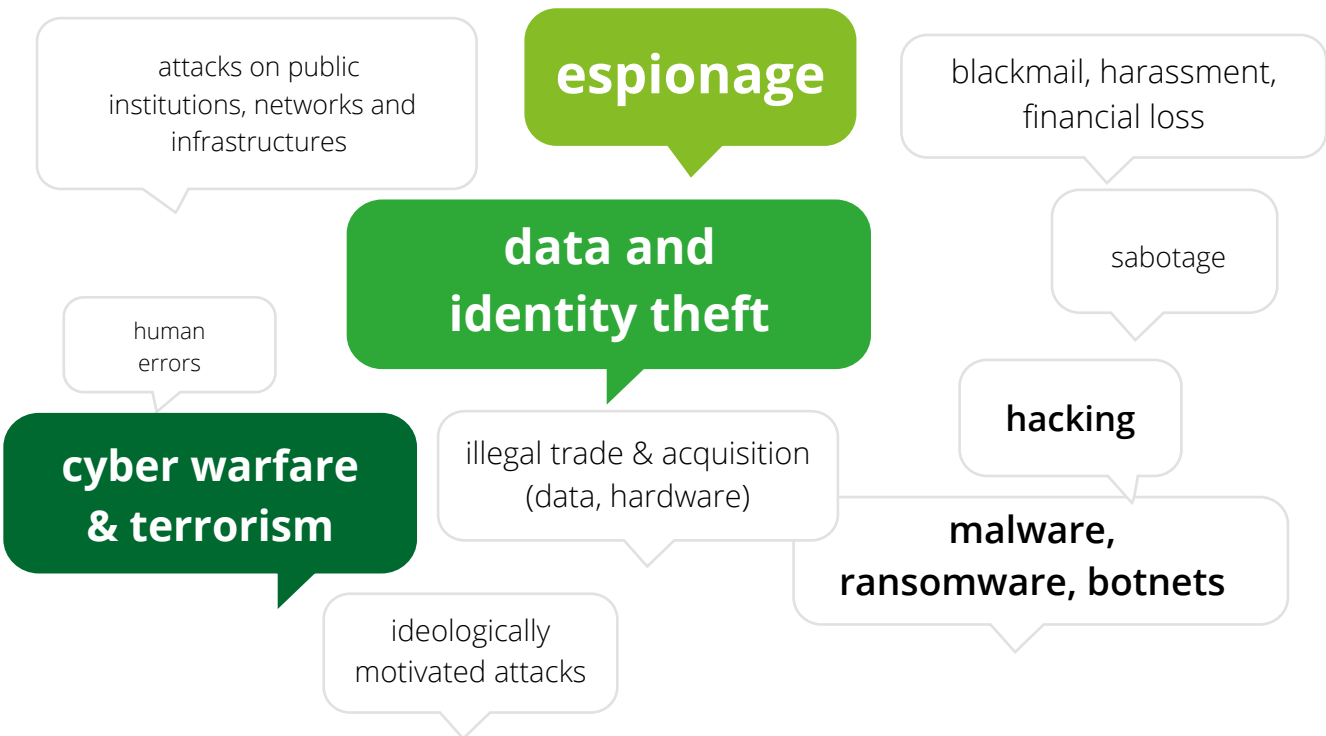 attacks on public
institutions, networks and
infrastructures
espionage
blackmail, harassment,
financial loss
data and
identity theft
sabotage
human
errors
cyber warfare
& terrorism
illegal trade & acquisition
(data, hardware)
hacking
malware,
ransomware, botnets
ideologically
motivated attacks